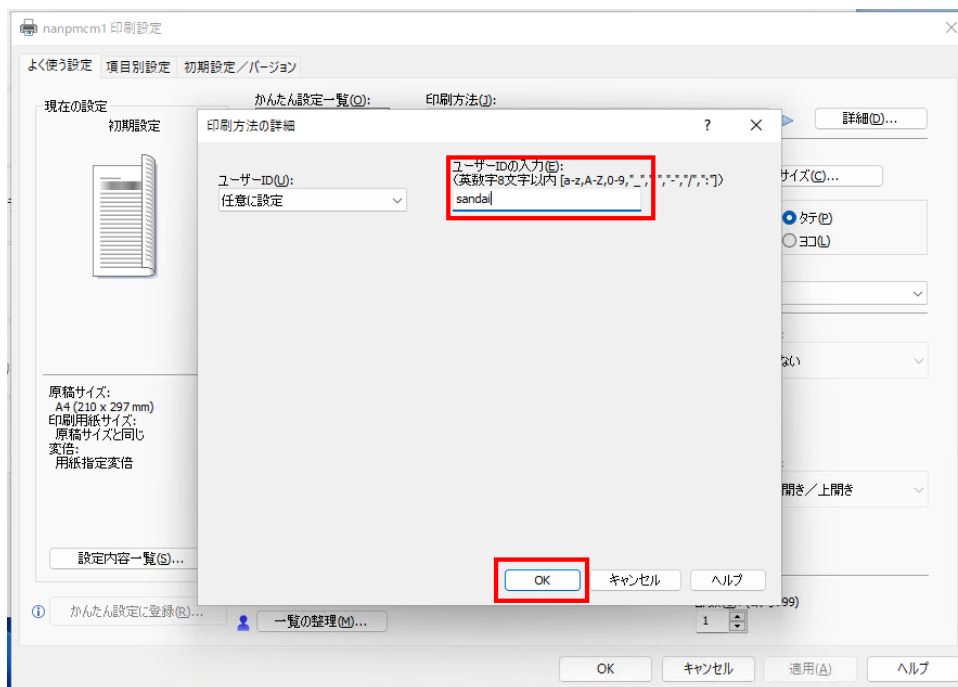 nanpmcm1 印刷設定
よく使う設定 項目別設定 初期設定/バージョン
現在の設定
初期設定
かんたん設定一覧(O):
印刷方法(J):
詳細(D)...
印刷方法の詳細
? ×
ユーザーID(U):
任意に設定
ユーザーIDの入力(E):
(英数字8文字以内 [a-z,A-Z,0-9,"_",".","-","/",":"])
sandai
サイズ(C)...
タテ(P)
ヨコ(L)
ない
原稿サイズ:
A4 (210 x 297 mm)
印刷用紙サイズ:
原稿サイズと同じ
変倍:
用紙指定変倍
開き/上開き
設定内容一覧(S)...
OK キャンセル ヘルプ
かんたん設定に登録(R)...
一覧の整理(M)...
1
OK キャンセル 適用(A) ヘルプ